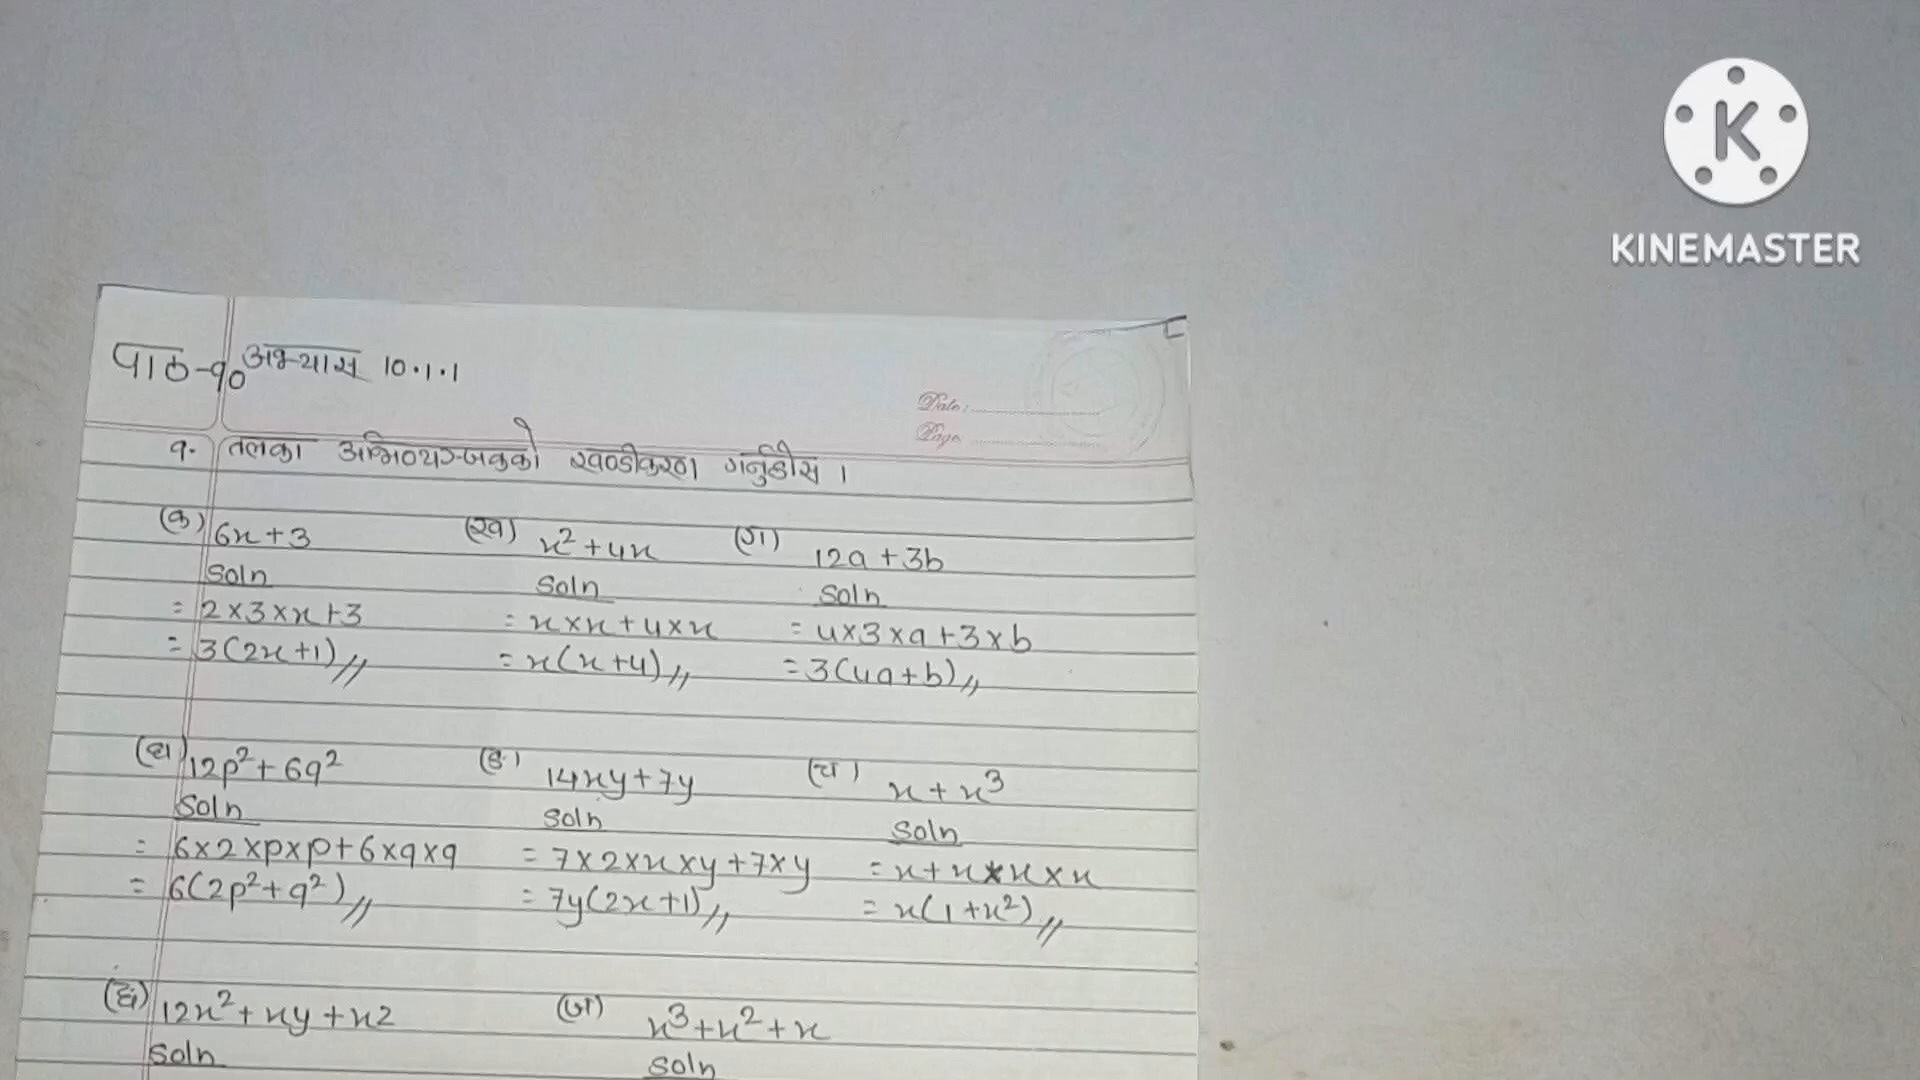 KINEMASTER
पाठ-१० अभ्यास 10.1.1
Date:
Page
१. तलका अभिव्यञ्जकको खण्डीकरण गर्नुहोस ।
(क) 6x+3 (ख) x²+4x (ग) 12a+3b
Soln Soln Soln
= 2×3×x+3 = x×x+4×x = 4×3×a+3×b
= 3(2x+1)// = x(x+4)// = 3(4a+b)//
(घ) 12p²+6q² (ङ) 14xy+7y (च) x+x³
Soln Soln Soln
= 6×2×p×p+6×q×q = 7×2×x×y+7×y = x+x×x×x
= 6(2p²+q²)// = 7y(2x+1)// = x(1+x²)//
(छ) 12x²+xy+xz (ज) x³+x²+x
Soln Soln